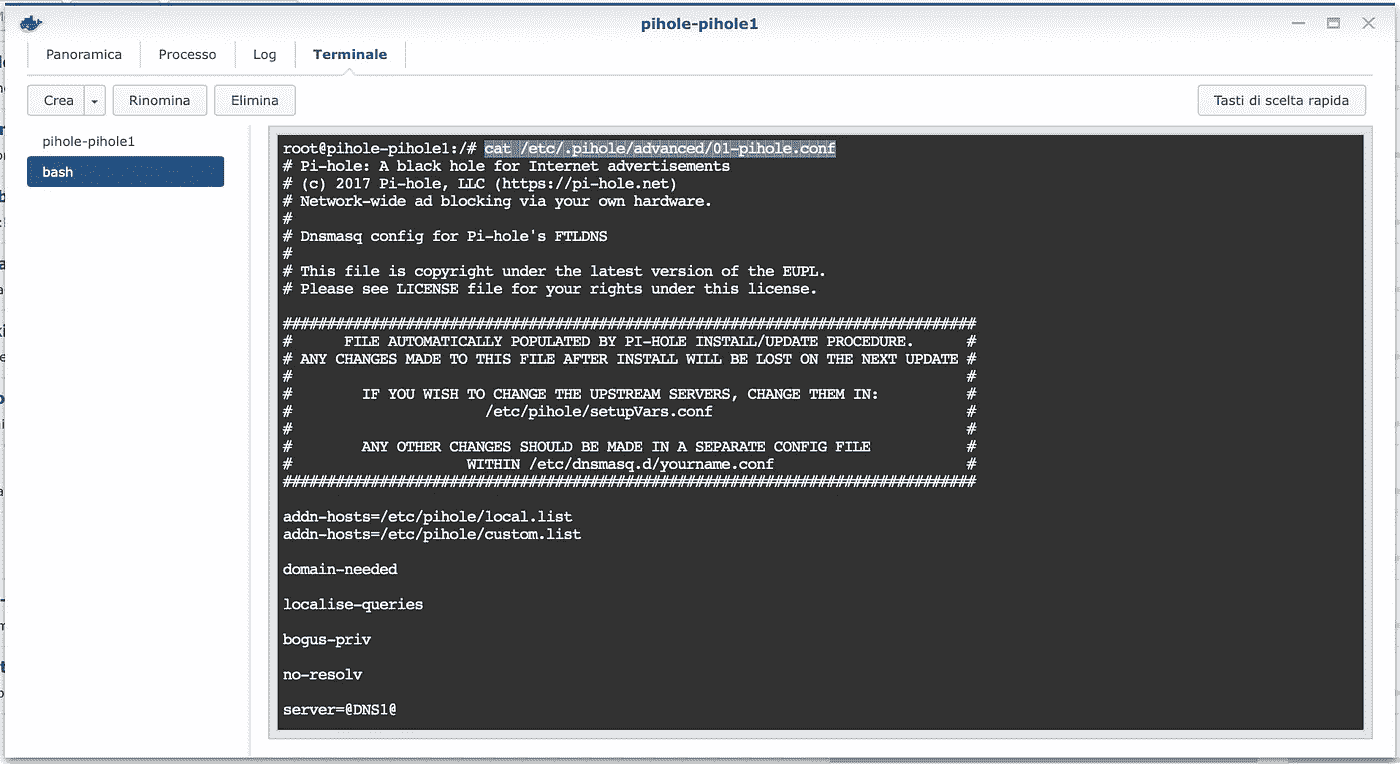 pihole-pihole1
Panoramica Processo Log Terminale
Crea Rinomina Elimina Tasti di scelta rapida
pihole-pihole1
bash
root@pihole-pihole1:/# cat /etc/.pihole/advanced/01-pihole.conf
# Pi-hole: A black hole for Internet advertisements
# (c) 2017 Pi-hole, LLC (https://pi-hole.net)
# Network-wide ad blocking via your own hardware.
#
# Dnsmasq config for Pi-hole's FTLDNS
#
# This file is copyright under the latest version of the EUPL.
# Please see LICENSE file for your rights under this license.
###############################################################################
#      FILE AUTOMATICALLY POPULATED BY PI-HOLE INSTALL/UPDATE PROCEDURE.      #
# ANY CHANGES MADE TO THIS FILE AFTER INSTALL WILL BE LOST ON THE NEXT UPDATE #
#                                                                             #
#        IF YOU WISH TO CHANGE THE UPSTREAM SERVERS, CHANGE THEM IN:          #
#                      /etc/pihole/setupVars.conf                             #
#                                                                             #
#        ANY OTHER CHANGES SHOULD BE MADE IN A SEPARATE CONFIG FILE           #
#                    WITHIN /etc/dnsmasq.d/yourname.conf                      #
###############################################################################
addn-hosts=/etc/pihole/local.list
addn-hosts=/etc/pihole/custom.list
domain-needed
localise-queries
bogus-priv
no-resolv
server=@DNS1@